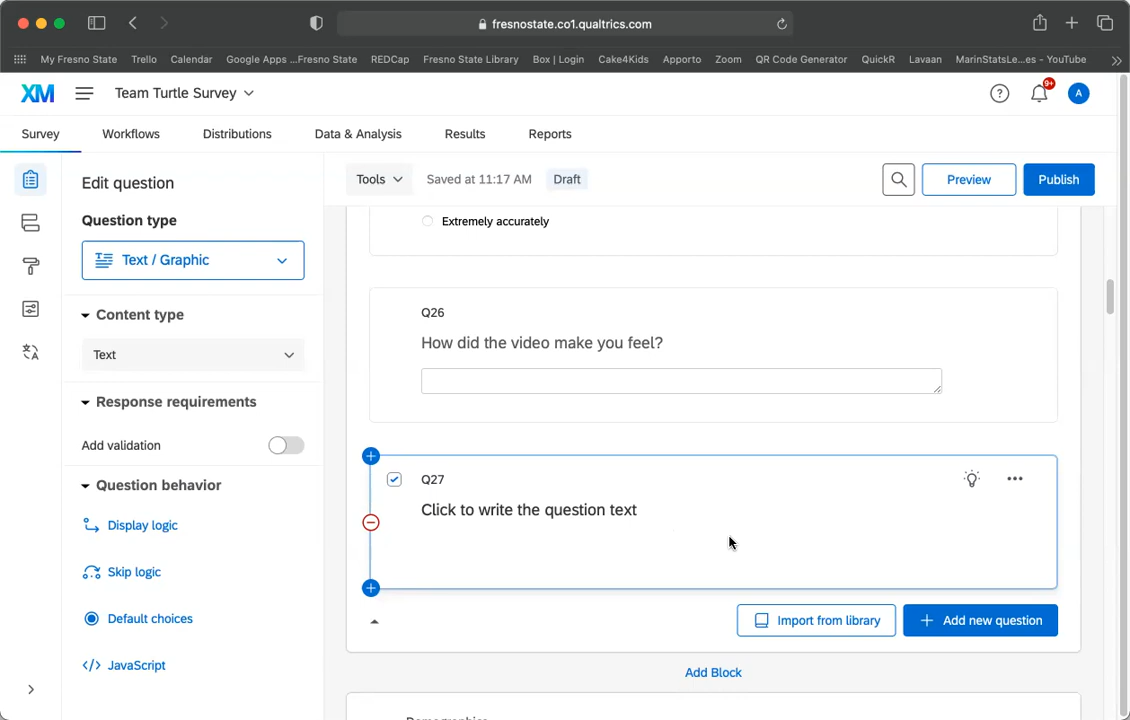 fresnostate.co1.qualtrics.com
My Fresno State Trello Calendar Google Apps ...Fresno State REDCap Fresno State Library Box | Login Cake4Kids Apporto Zoom QR Code Generator QuickR Lavaan MarinStatsLe...es - YouTube
XM Team Turtle Survey 9+ A
Survey Workflows Distributions Data & Analysis Results Reports
Edit question
Tools Saved at 11:17 AM Draft Preview Publish
Question type
Text / Graphic
Content type
Text
Response requirements
Add validation
Question behavior
Display logic
Skip logic
Default choices
</> JavaScript
Extremely accurately
Q26
How did the video make you feel?
Q27
Click to write the question text
Import from library
Add new question
Add Block